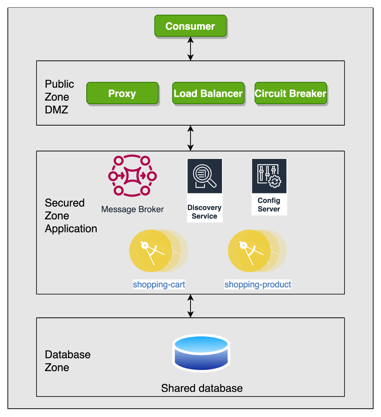 Consumer
Public
Zone
DMZ
Proxy
Load Balancer
Circuit Breaker
Secured
Zone
Application
Message Broker
Discovery
Service
Config
Server
shopping-cart
shopping-product
Database
Zone
Shared database